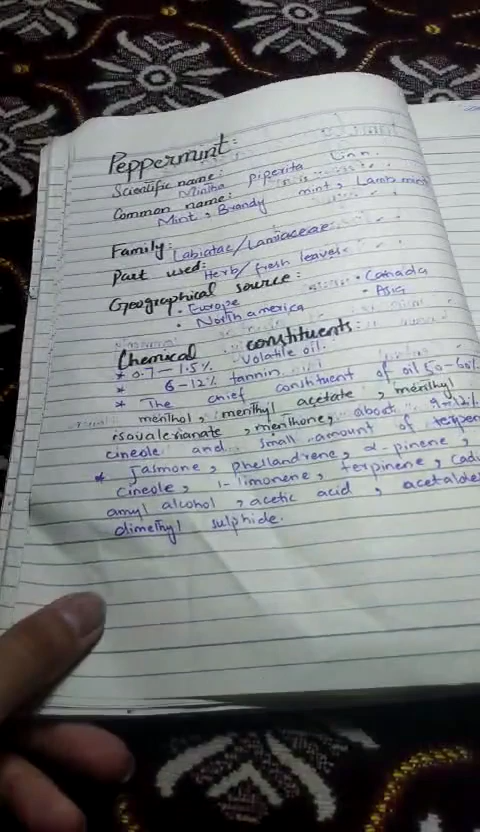 Peppermint:
Scientific name: Mintha piperita Linn.
Common name:
Mint, Brandy mint, Lamb mint
Family: Labiatae/Lamiaceae.
Part used: Herb/fresh leaves.
Geographical source:
• Europe • Canada
• North america • Asia
Chemical constituents:
* 0.7 - 1.5% volatile oil.
* 6-12% tannin
* The chief constituent of oil 50-60%
menthol, menthyl acetate, menthyl
isovalerianate, menthone, about 9-12%
cineole and small amount of
* Jasmone, phellandrene, α-pinene,
cineole, l-limonene, terpinene,
amyl alcohol, acetic acid,
dimethyl sulphide.